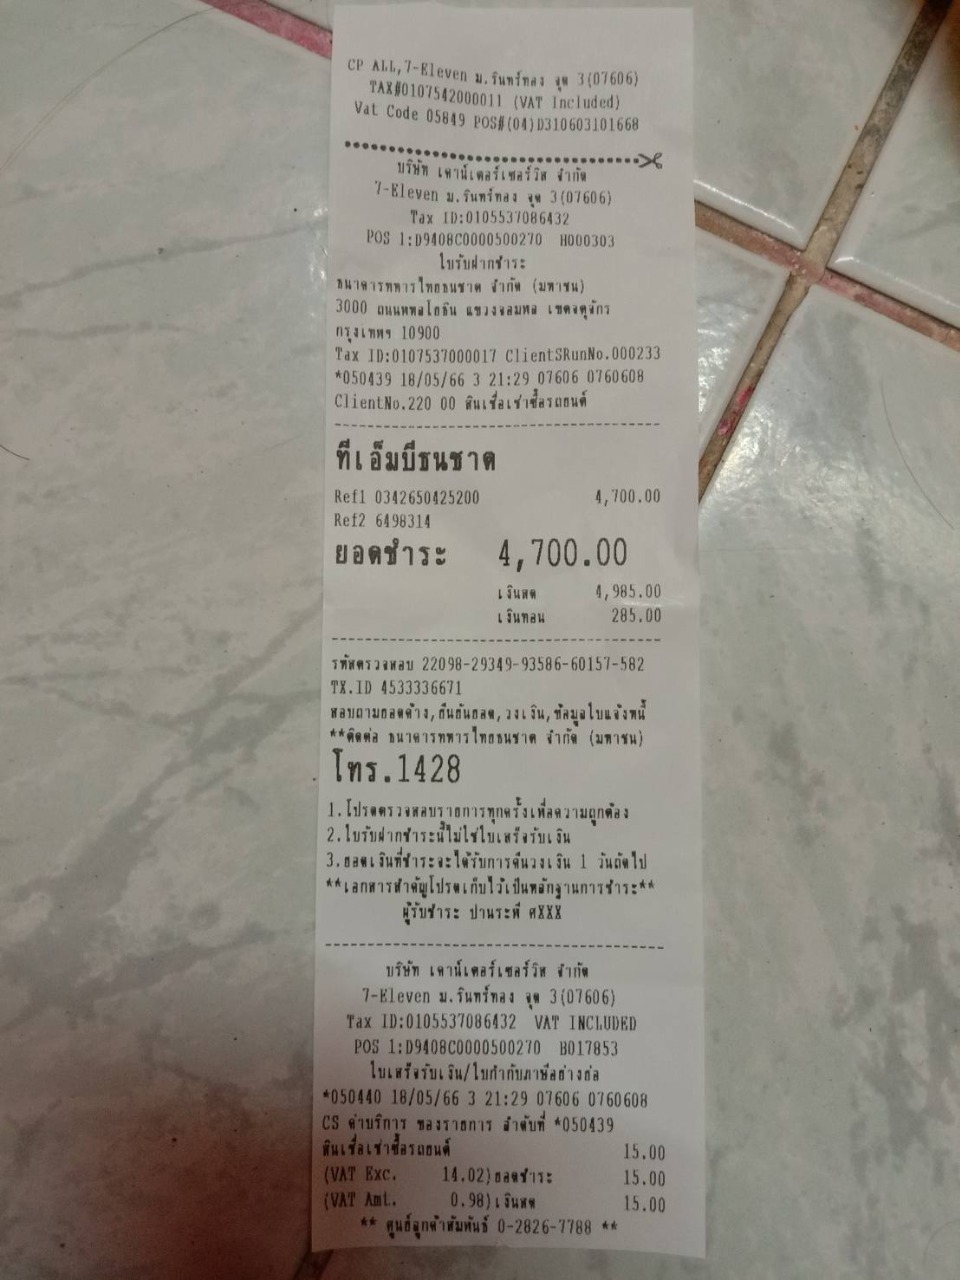 CP ALL,7-Eleven ม.รินทร์ทอง จุด 3(07606)
TAX#0107542000011 (VAT Included)
Vat Code 05849 POS#(04)D310603101668
บริษัท เคาน์เตอร์เซอร์วิส จำกัด
7-Eleven ม.รินทร์ทอง จุด 3(07606)
Tax ID:0105537086432
POS 1:D9408C0000500270 H000303
ใบรับฝากชำระ
ธนาคารทหารไทยธนชาต จำกัด (มหาชน)
3000 ถนนพหลโยธิน แขวงจอมพล เขตจตุจักร
กรุงเทพฯ 10900
Tax ID:0107537000017 ClientSRunNo.000233
*050439 18/05/66 3 21:29 07606 0760608
ClientNo.220 00 สินเชื่อเช่าซื้อรถยนต์
ทีเอ็มบีธนชาต
Ref1 0342650425200 4,700.00
Ref2 6498314
ยอดชำระ 4,700.00
เงินสด 4,985.00
เงินทอน 285.00
รหัสตรวจสอบ 22098-29349-93586-60157-582
TX.ID 4533336671
สอบถามยอดค้าง,ยืนยันยอด,วงเงิน,ข้อมูลใบแจ้งหนี้
**ติดต่อ ธนาคารทหารไทยธนชาต จำกัด (มหาชน)
โทร.1428
1.โปรดตรวจสอบรายการทุกครั้งเพื่อความถูกต้อง
2.ใบรับฝากชำระนี้ไม่ใช่ใบเสร็จรับเงิน
3.ยอดเงินที่ชำระจะได้รับการคืนวงเงิน 1 วันถัดไป
**เอกสารสำคัญโปรดเก็บไว้เป็นหลักฐานการชำระ**
ผู้รับชำระ ปานระพี ศXXX
บริษัท เคาน์เตอร์เซอร์วิส จำกัด
7-Eleven ม.รินทร์ทอง จุด 3(07606)
Tax ID:0105537086432 VAT INCLUDED
POS 1:D9408C0000500270 B017853
ใบเสร็จรับเงิน/ใบกำกับภาษีอย่างย่อ
*050440 18/05/66 3 21:29 07606 0760608
CS ค่าบริการ ของรายการ ลำดับที่ *050439
สินเชื่อเช่าซื้อรถยนต์ 15.00
(VAT Exc. 14.02)ยอดชำระ 15.00
(VAT Amt. 0.98)เงินสด 15.00
** ศูนย์ลูกค้าสัมพันธ์ 0-2826-7788 **